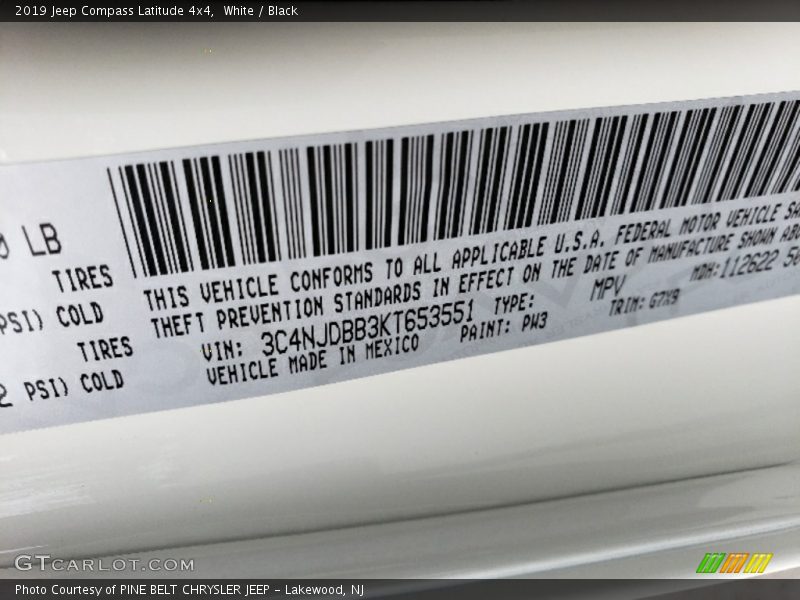 2019 Jeep Compass Latitude 4x4, White / Black
LB
TIRES
PSI) COLD
TIRES
2 PSI) COLD
THIS VEHICLE CONFORMS TO ALL APPLICABLE U.S.A. FEDERAL MOTOR VEHICLE
THEFT PREVENTION STANDARDS IN EFFECT ON THE DATE OF MANUFACTURE SHOWN
VIN: 3C4NJDBB3KT653551 TYPE: MPV MDH:112622
VEHICLE MADE IN MEXICO PAINT: PW3 TRIM: G7X9
GTCARLOT.COM
Photo Courtesy of PINE BELT CHRYSLER JEEP - Lakewood, NJ